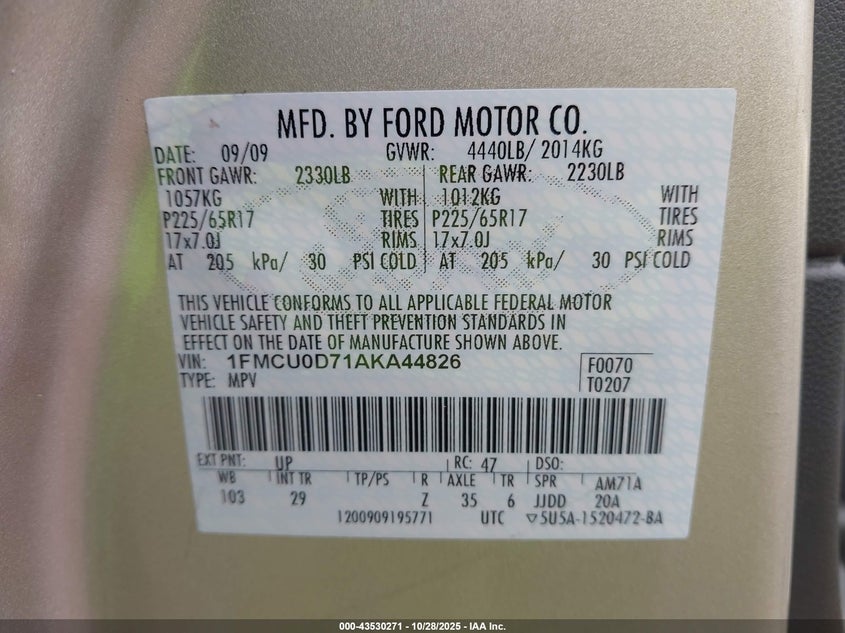 MFD. BY FORD MOTOR CO.
DATE: 09/09 GVWR: 4440LB/ 2014KG
FRONT GAWR: 2330LB REAR GAWR: 2230LB
1057KG WITH 1012KG WITH
P225/65R17 TIRES P225/65R17 TIRES
17x7.0J RIMS 17x7.0J RIMS
AT 205 kPa/ 30 PSI COLD AT 205 kPa/ 30 PSI COLD
THIS VEHICLE CONFORMS TO ALL APPLICABLE FEDERAL MOTOR
VEHICLE SAFETY AND THEFT PREVENTION STANDARDS IN
EFFECT ON THE DATE OF MANUFACTURE SHOWN ABOVE.
VIN: 1FMCU0D71AKA44826 F0070
TYPE: MPV T0207
EXT PNT: UP RC: 47 DSO:
WB INT TR TP/PS R AXLE TR SPR AM71A
103 29 Z 35 6 JJDD 20A
1200909195771 UTC ▽5U5A-1520472-BA
000-43530271 | 10/28/2025 - IAA Inc.